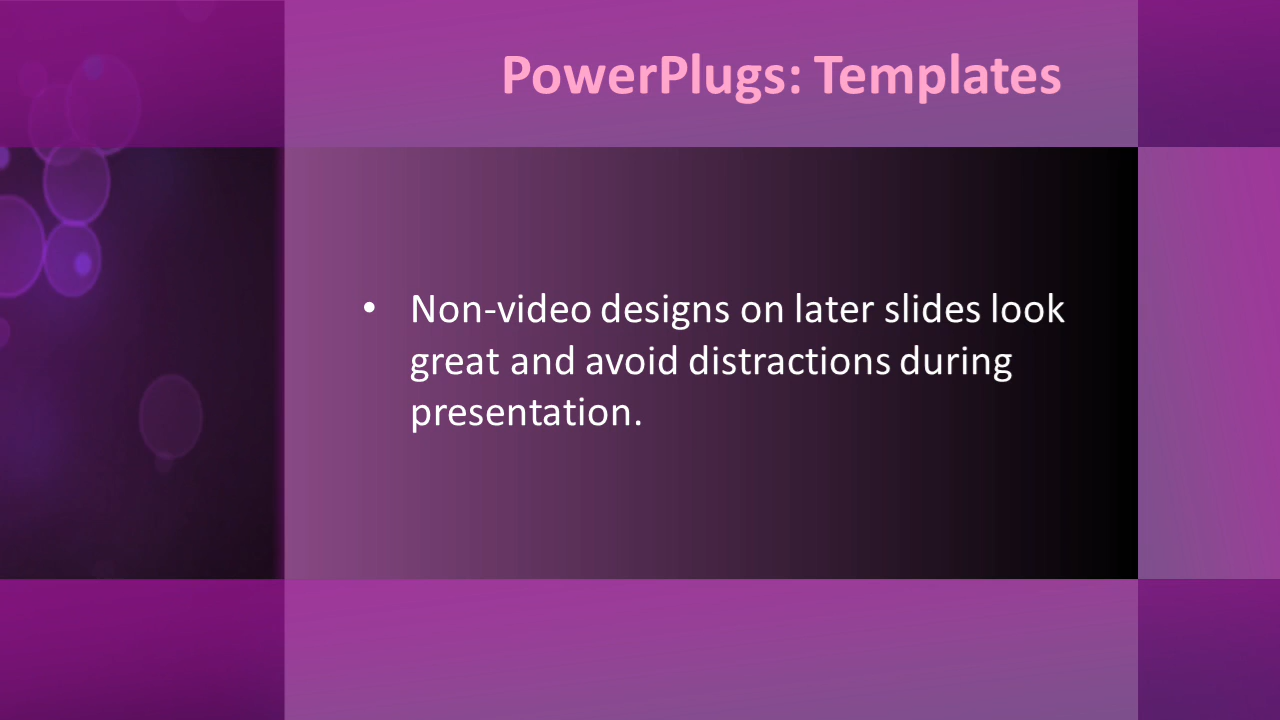 PowerPlugs: Templates
• Non-video designs on later slides look
great and avoid distractions during
presentation.